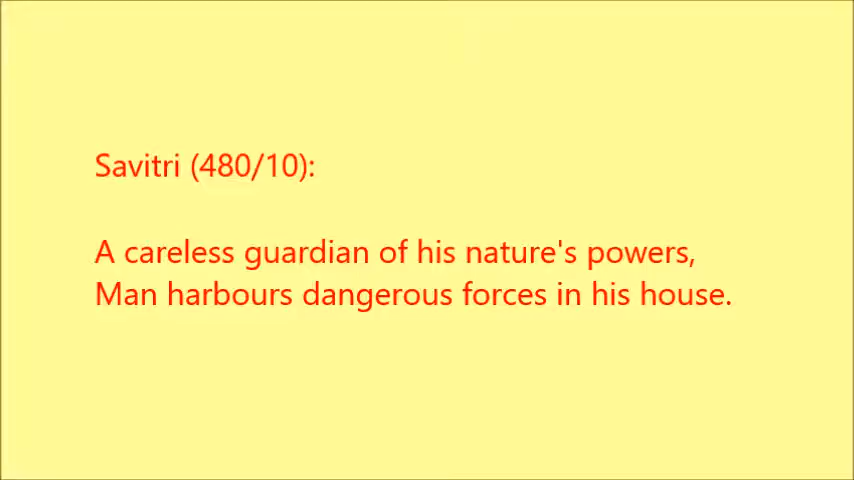 Savitri (480/10):
A careless guardian of his nature's powers,
Man harbours dangerous forces in his house.